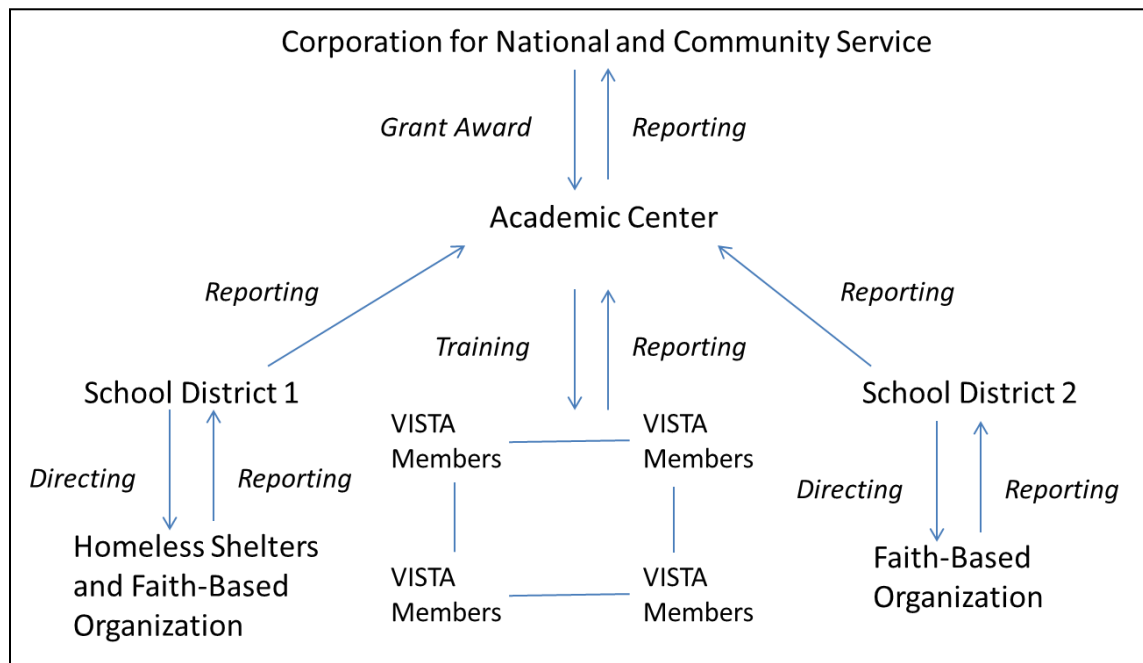 Corporation for National and Community Service
Grant Award
Reporting
Academic Center
Reporting
Reporting
Training
Reporting
School District 1
School District 2
VISTA
Members
VISTA
Members
Directing
Reporting
Directing
Reporting
Homeless Shelters
and Faith-Based
Organization
VISTA
Members
VISTA
Members
Faith-Based
Organization